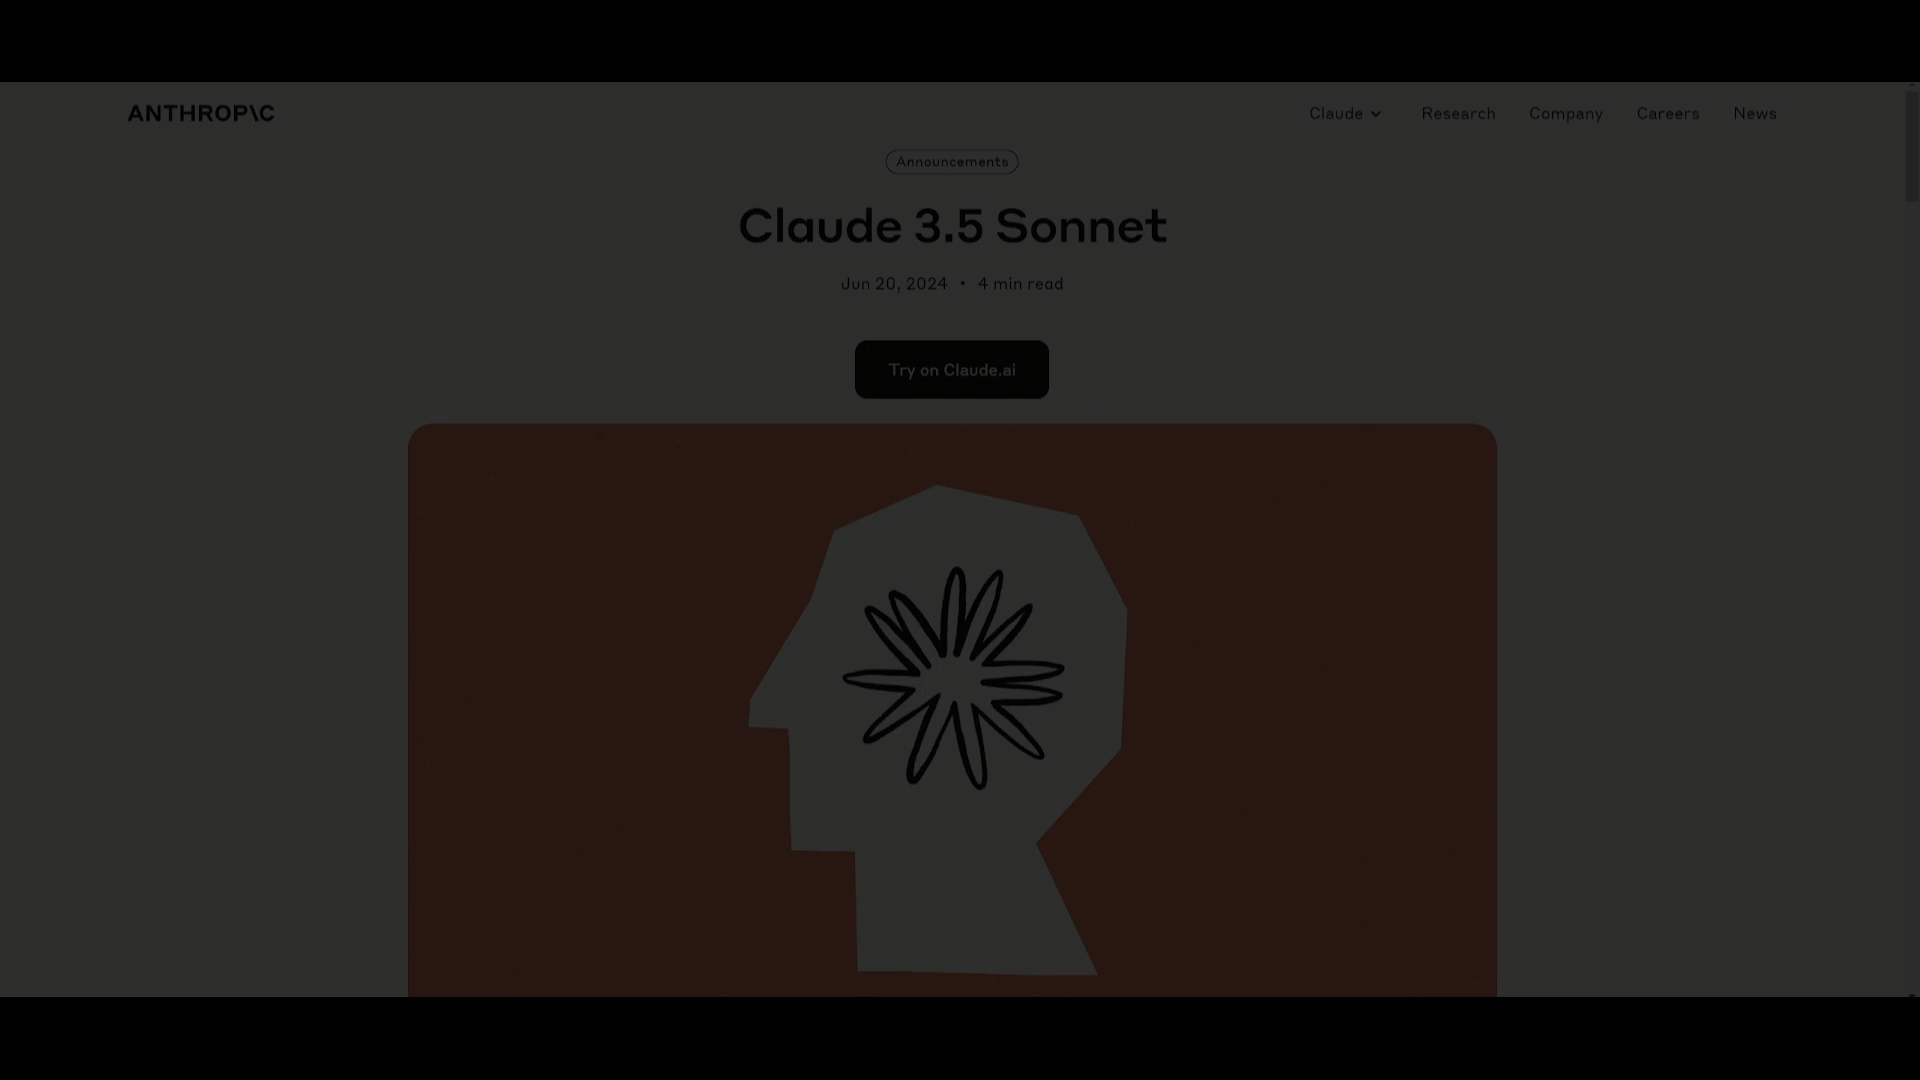 ANTHROP\C
Claude Research Company Careers News
Announcements
Claude 3.5 Sonnet
Jun 20, 2024 • 4 min read
Try on Claude.ai